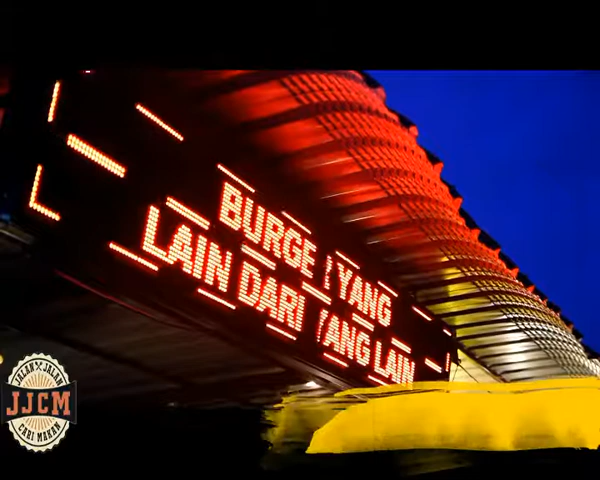 BURGE YANG
LAIN DARI YANG LAIN
JALAN JALAN
JJCM
CARI MAKAN